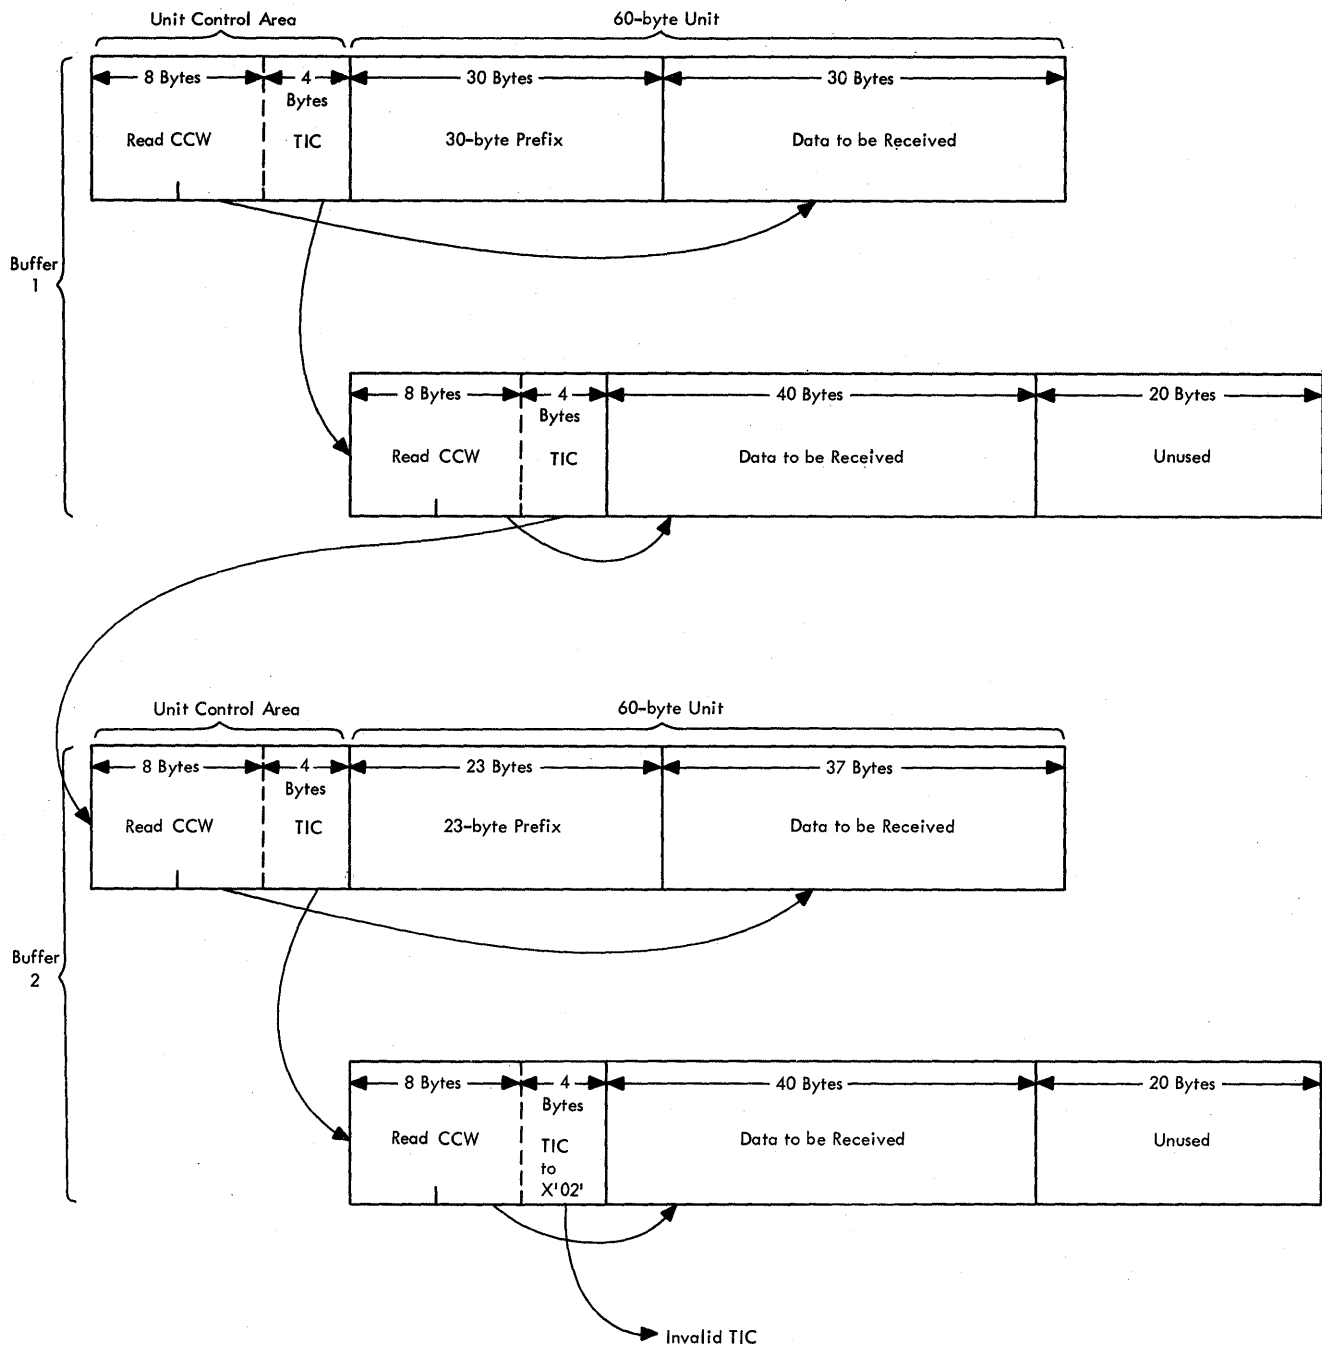 Unit Control Area
60-byte Unit
8 Bytes
4 Bytes
30 Bytes
30 Bytes
Read CCW
TIC
30-byte Prefix
Data to be Received
Buffer 1
8 Bytes
4 Bytes
40 Bytes
20 Bytes
Read CCW
TIC
Data to be Received
Unused
Unit Control Area
60-byte Unit
8 Bytes
4 Bytes
23 Bytes
37 Bytes
Read CCW
TIC
23-byte Prefix
Data to be Received
Buffer 2
8 Bytes
4 Bytes
40 Bytes
20 Bytes
Read CCW
TIC
to
X'02'
Data to be Received
Unused
Invalid TIC